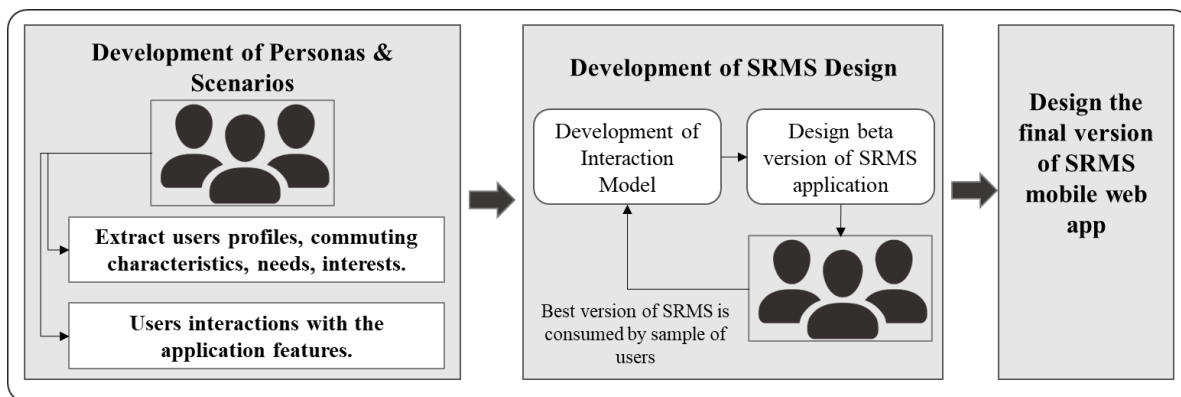 Development of Personas &
Scenarios
Extract users profiles, commuting
characteristics, needs, interests.
Users interactions with the
application features.
Development of SRMS Design
Development of
Interaction
Model
Design beta
version of SRMS
application
Best version of SRMS is
consumed by sample of
users
Design the
final version
of SRMS
mobile web
app